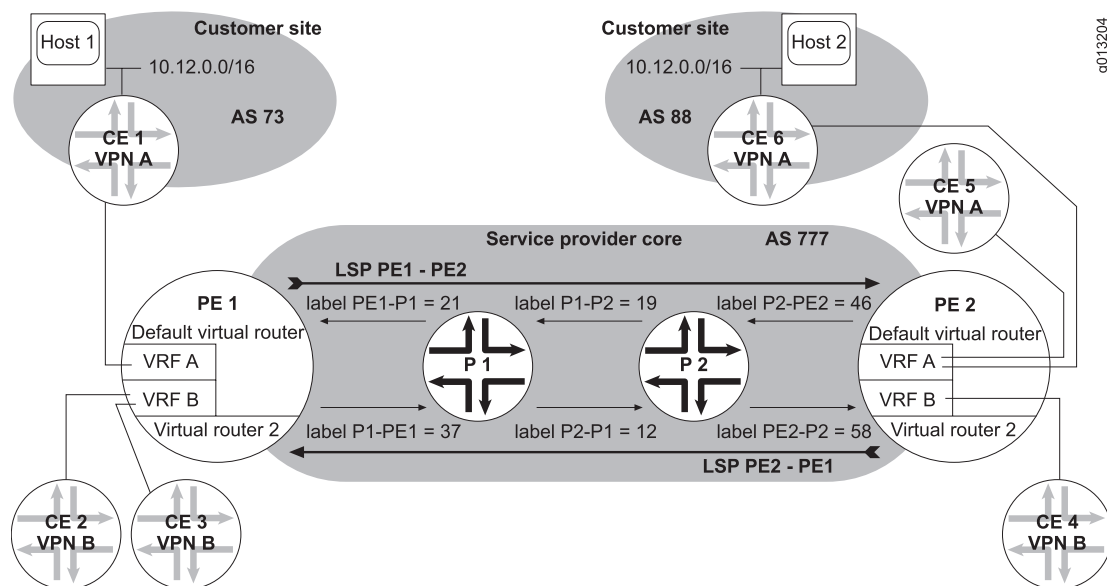 Host 1
Customer site
10.12.0.0/16
AS 73
CE 1
VPN A
Customer site
Host 2
10.12.0.0/16
AS 88
CE 6
VPN A
g013204
CE 5
VPN A
Service provider core
AS 777
LSP PE1 - PE2
label PE1-P1 = 21
label P1-P2 = 19
label P2-PE2 = 46
PE 1
Default virtual router
VRF A
VRF B
Virtual router 2
P 1
P 2
PE 2
Default virtual router
VRF A
VRF B
Virtual router 2
label P1-PE1 = 37
label P2-P1 = 12
label PE2-P2 = 58
LSP PE2 - PE1
CE 2
VPN B
CE 3
VPN B
CE 4
VPN B